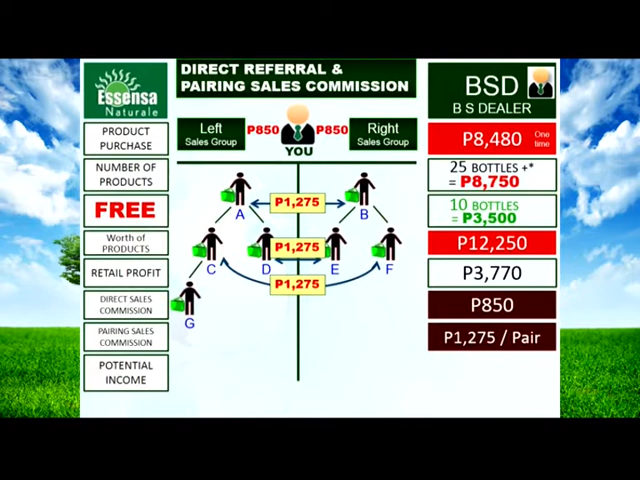 Essensa
Naturale
DIRECT REFERRAL &
PAIRING SALES COMMISSION
BSD
B S DEALER
PRODUCT
PURCHASE
Left
Sales Group
P850
P850
YOU
Right
Sales Group
P8,480 One
time
NUMBER OF
PRODUCTS
25 BOTTLES +*
= P8,750
FREE
A
P1,275
B
10 BOTTLES
= P3,500
Worth of
PRODUCTS
P1,275
P12,250
RETAIL PROFIT
C
D
E
F
P1,275
P3,770
DIRECT SALES
COMMISSION
G
P850
PAIRING SALES
COMMISSION
P1,275 / Pair
POTENTIAL
INCOME